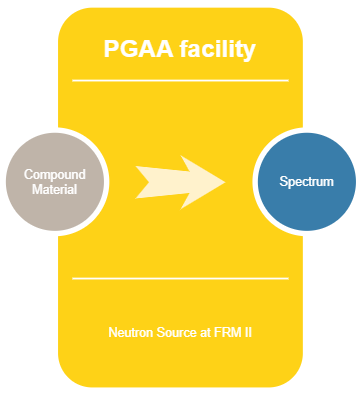 PGAA facility
Compound
Material
Spectrum
Neutron Source at FRM II